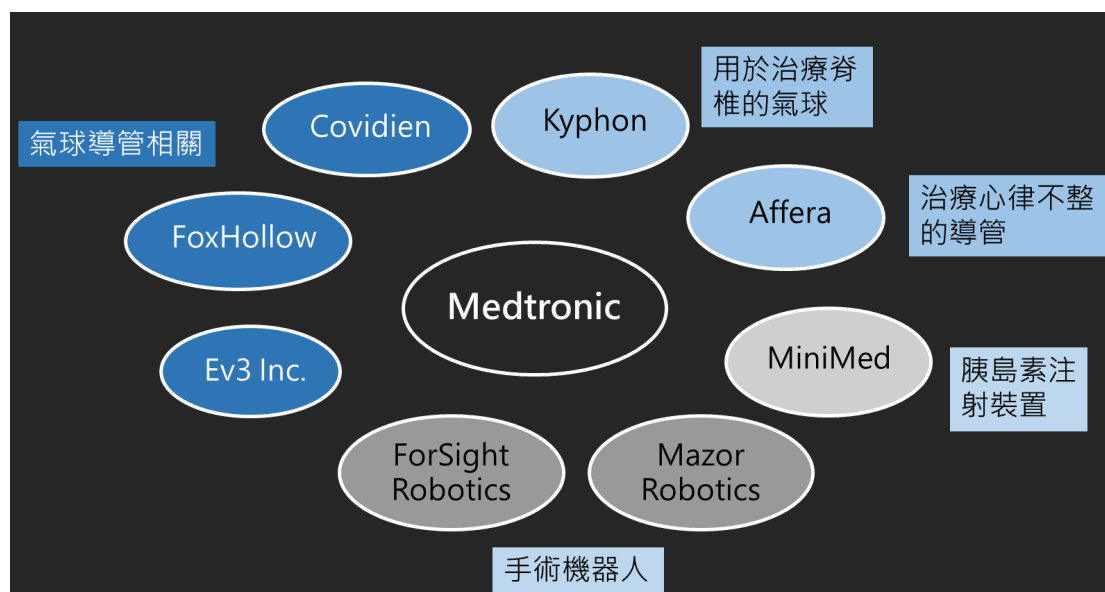 用於治療脊
椎的氣球
Kyphon
Covidien
氣球導管相關
治療心律不整
的導管
Affera
FoxHollow
Medtronic
MiniMed
胰島素注
射裝置
Ev3 Inc.
ForSight
Robotics
Mazor
Robotics
手術機器人